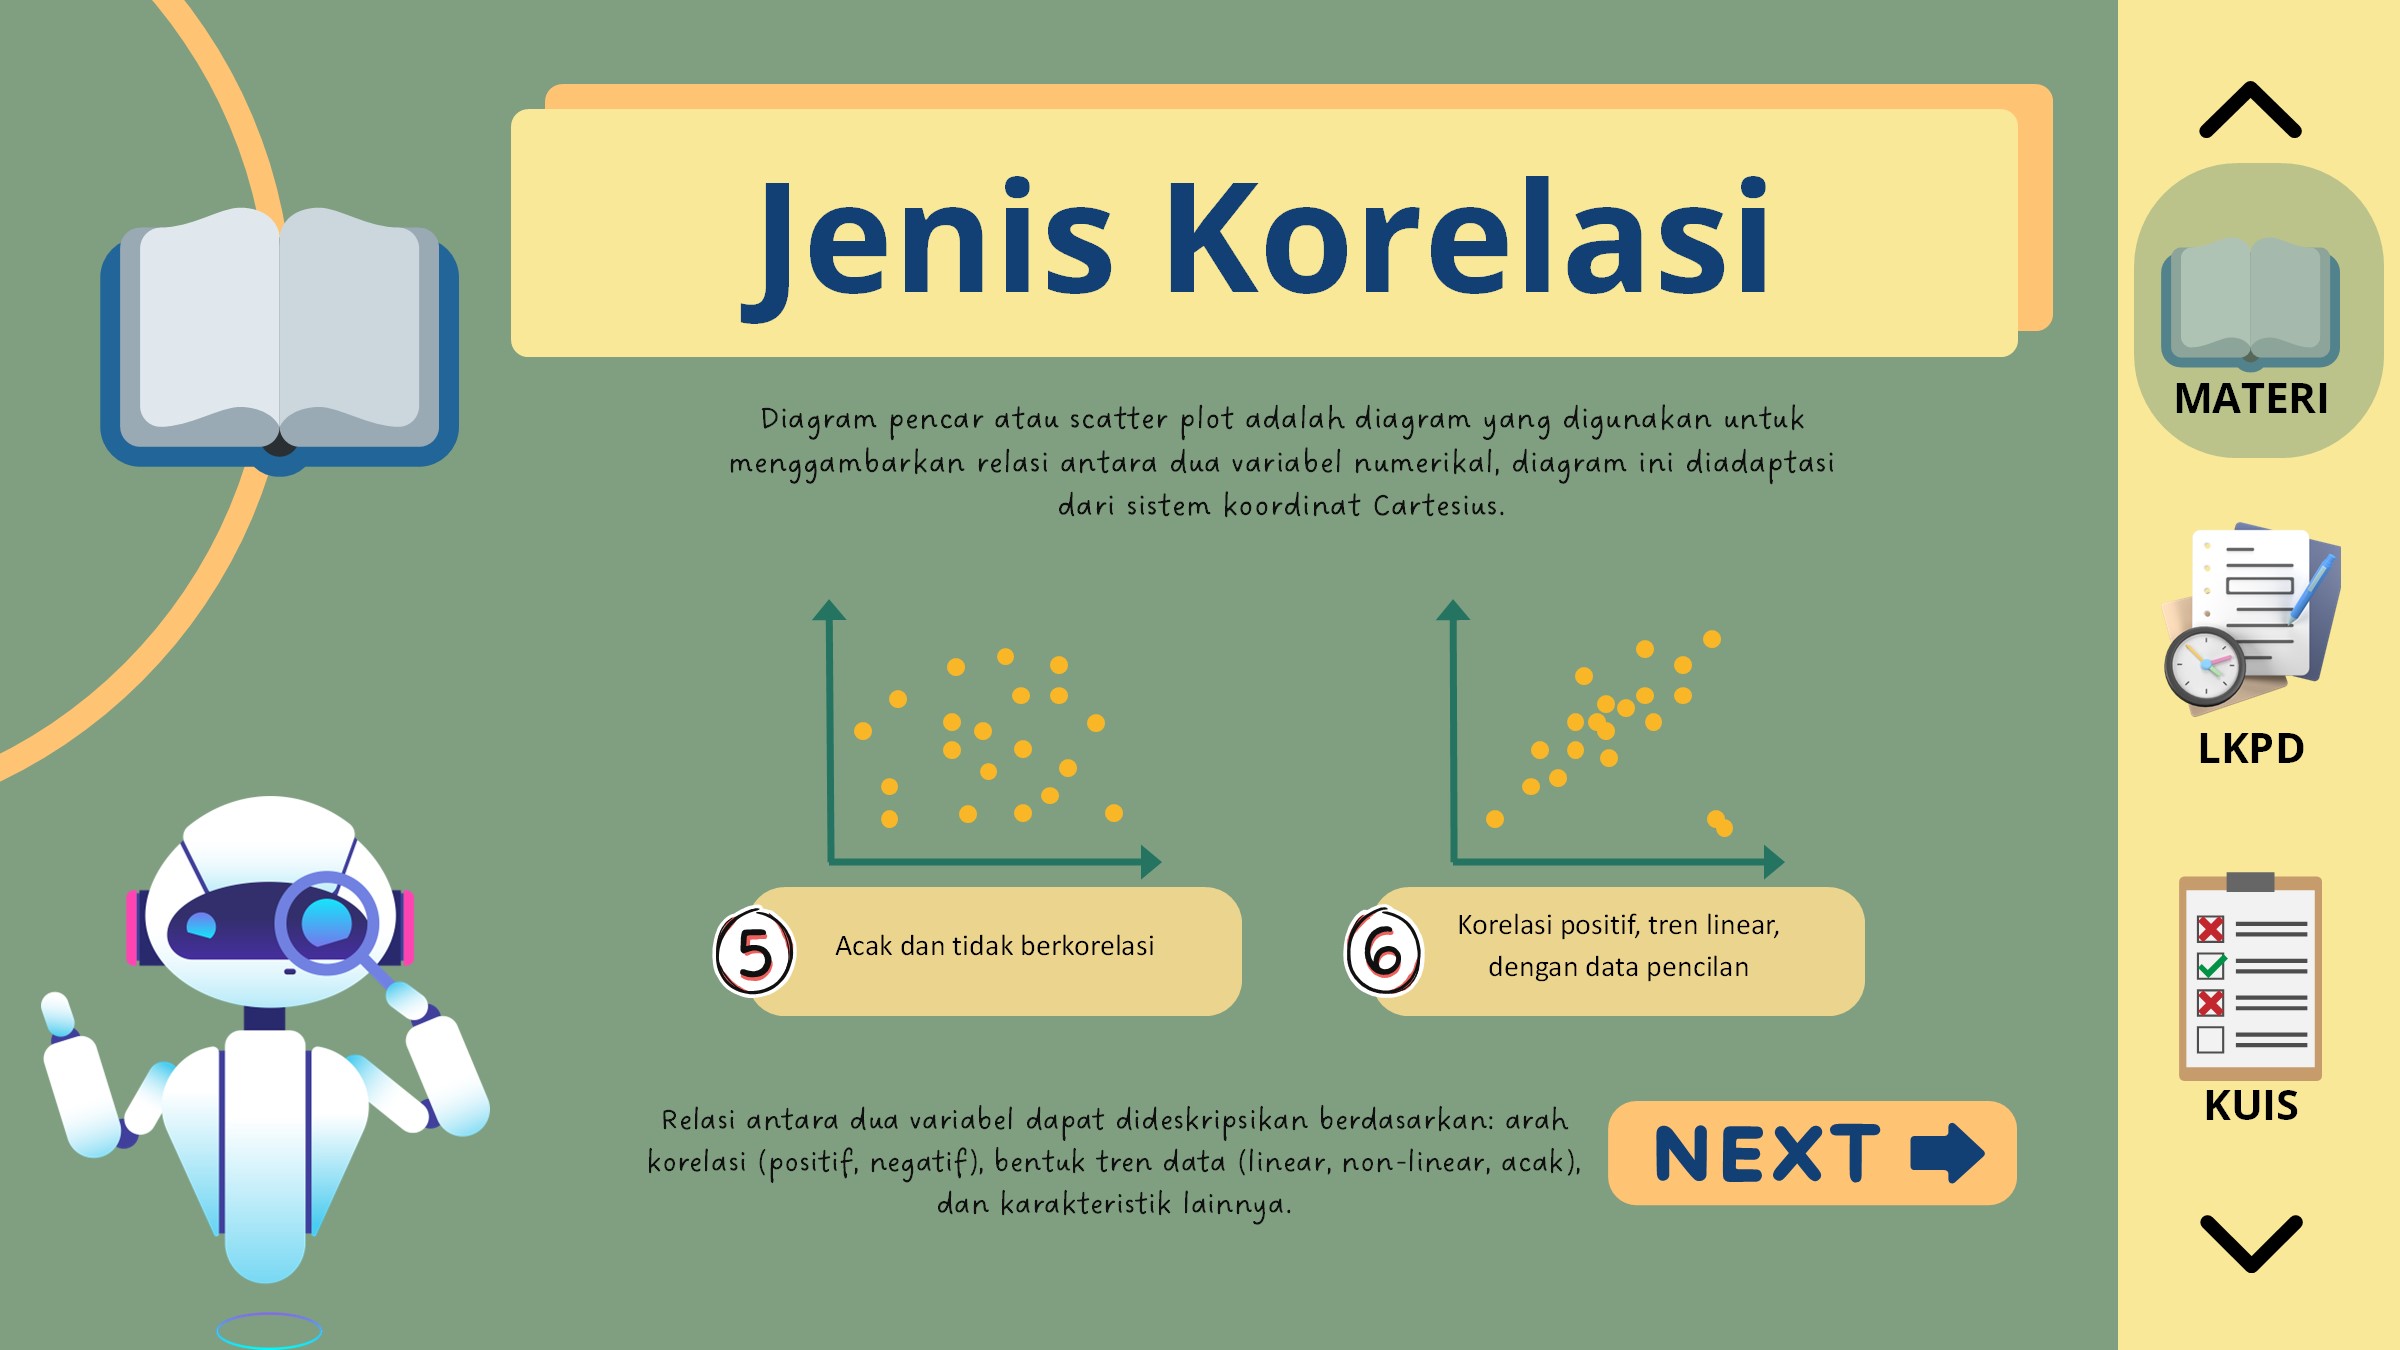 Jenis Korelasi
Diagram pencar atau scatter plot adalah diagram yang digunakan untuk
menggambarkan relasi antara dua variabel numerikal, diagram ini diadaptasi
dari sistem koordinat Cartesius.
5
Acak dan tidak berkorelasi
6
Korelasi positif, tren linear,
dengan data pencilan
Relasi antara dua variabel dapat dideskripsikan berdasarkan: arah
korelasi (positif, negatif), bentuk tren data (linear, non-linear, acak),
dan karakteristik lainnya.
NEXT
MATERI
LKPD
KUIS